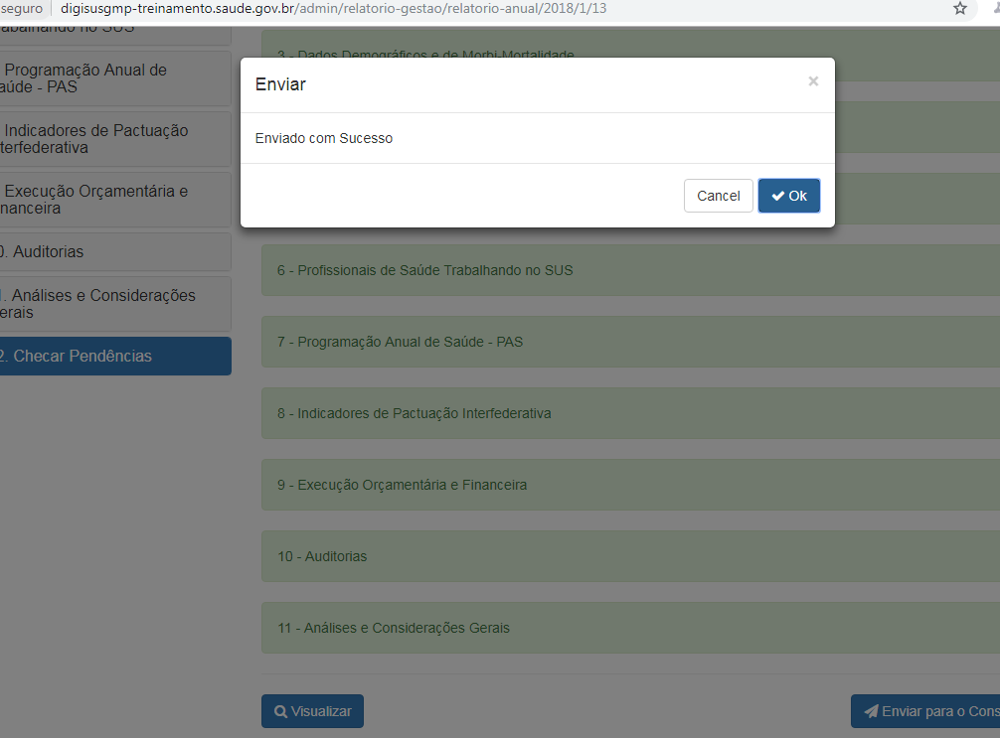 seguro
digisusgmp-treinamento.saude.gov.br/admin/relatorio-gestao/relatorio-anual/2018/1/13
Programação Anual de
aúde - PAS
Indicadores de Pactuação
terfederativa
Execução Orçamentária e
nanceira
0. Auditorias
1. Análises e Considerações
erais
2. Checar Pendências
3 - Dados Demográficos e de Morbi-Mortalidade
Enviar
×
Enviado com Sucesso
Cancel
Ok
6 - Profissionais de Saúde Trabalhando no SUS
7 - Programação Anual de Saúde - PAS
8 - Indicadores de Pactuação Interfederativa
9 - Execução Orçamentária e Financeira
10 - Auditorias
11 - Análises e Considerações Gerais
Visualizar
Enviar para o Cons